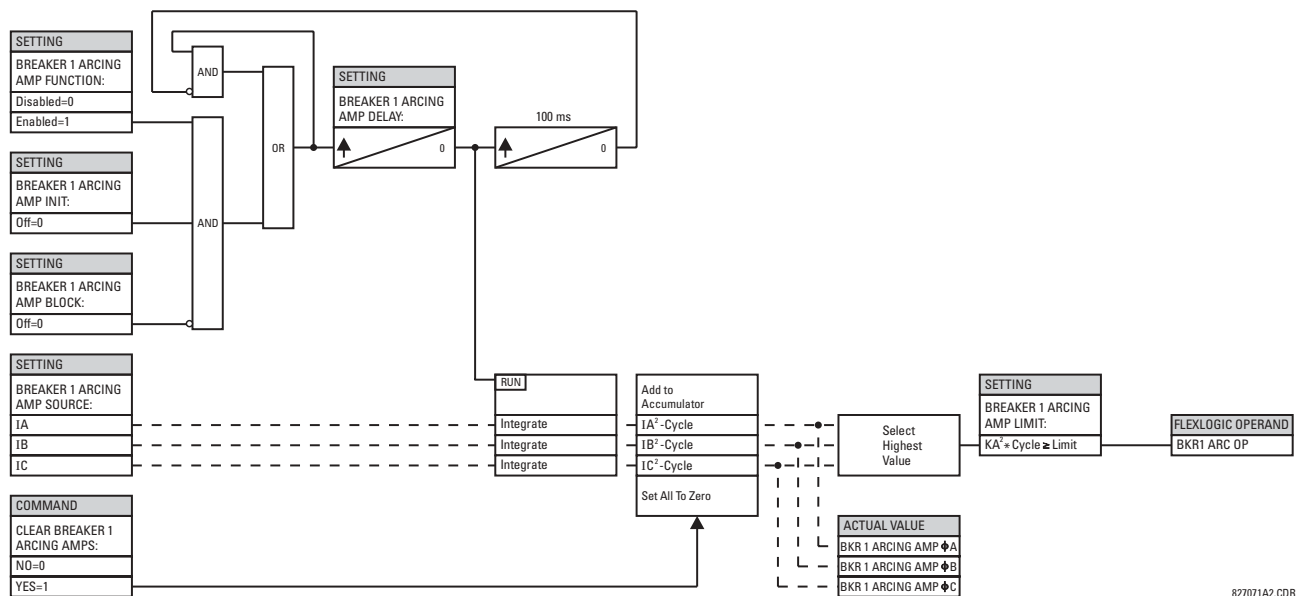 SETTING
BREAKER 1 ARCING
AMP FUNCTION:
Disabled=0
Enabled=1
AND
OR
SETTING
BREAKER 1 ARCING
AMP DELAY:
0
100 ms
0
SETTING
BREAKER 1 ARCING
AMP INIT:
Off=0
AND
SETTING
BREAKER 1 ARCING
AMP BLOCK:
Off=0
SETTING
BREAKER 1 ARCING
AMP SOURCE:
IA
IB
IC
RUN
Integrate
Integrate
Integrate
Add to
Accumulator
IA²-Cycle
IB²-Cycle
IC²-Cycle
Set All To Zero
Select
Highest
Value
SETTING
BREAKER 1 ARCING
AMP LIMIT:
KA²*Cycle≥Limit
FLEXLOGIC OPERAND
BKR1 ARC OP
COMMAND
CLEAR BREAKER 1
ARCING AMPS:
NO=0
YES=1
ACTUAL VALUE
BKR 1 ARCING AMP ϕA
BKR 1 ARCING AMP ϕB
BKR 1 ARCING AMP ϕC
827071A2.CDR